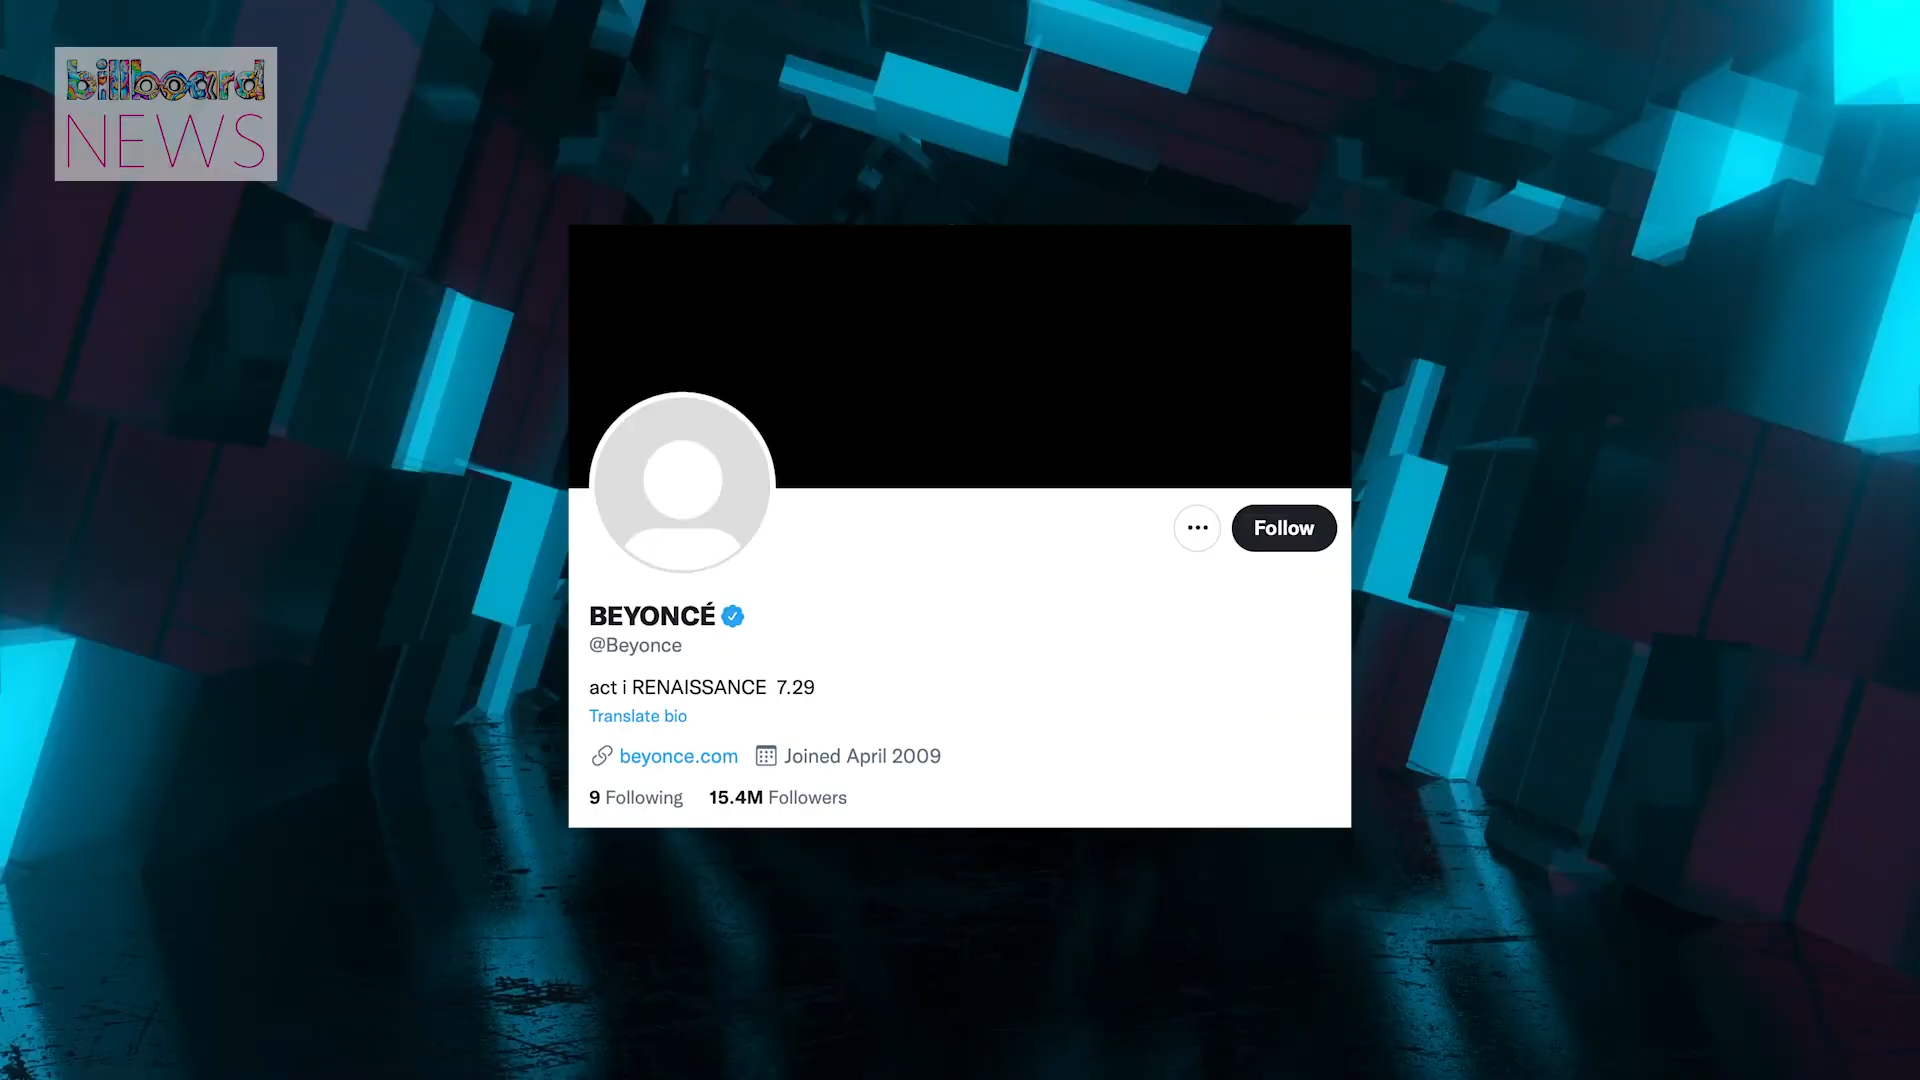 billboard
NEWS
Follow
BEYONCÉ
@Beyonce
act i RENAISSANCE 7.29
Translate bio
beyonce.com Joined April 2009
9 Following 15.4M Followers